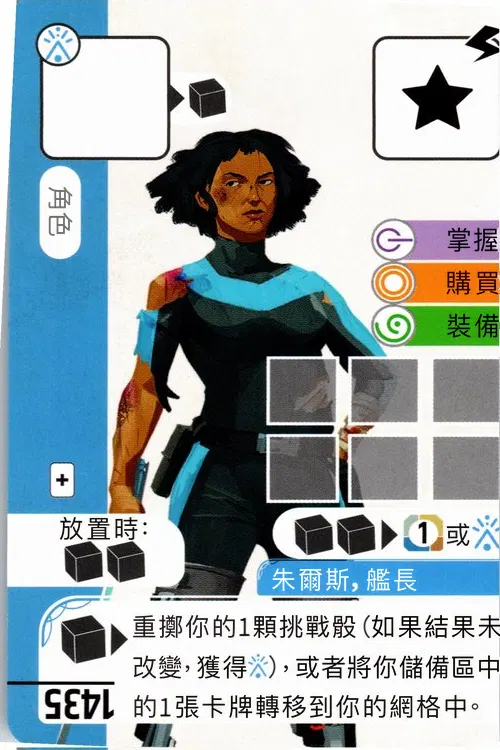 角色
掌握
購買
裝備
+
放置時:
1或
朱爾斯,艦長
重擲你的1顆挑戰骰(如果結果未
改變,獲得),或者將你儲備區中
的1張卡牌轉移到你的網格中。
1435